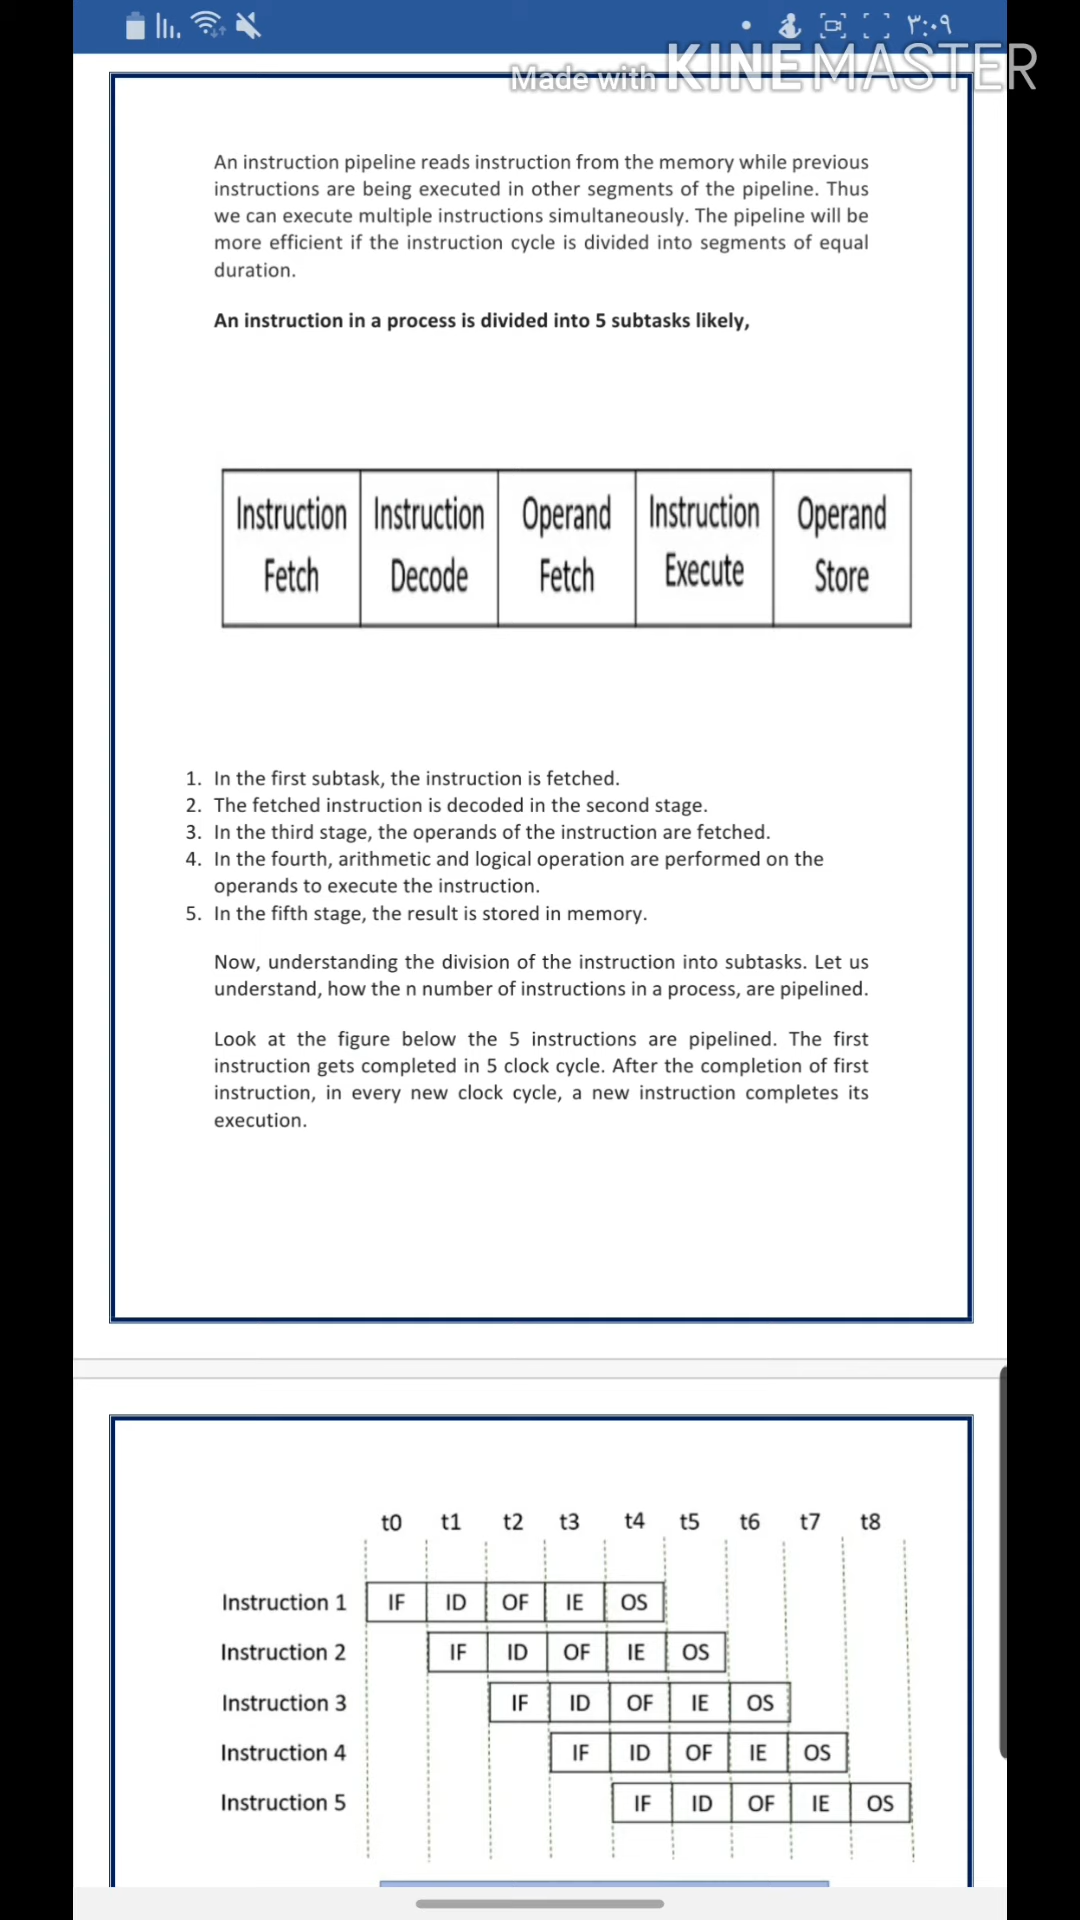 ٣:٠٩
Made with KINEMASTER
An instruction pipeline reads instruction from the memory while previous
instructions are being executed in other segments of the pipeline. Thus
we can execute multiple instructions simultaneously. The pipeline will be
more efficient if the instruction cycle is divided into segments of equal
duration.
An instruction in a process is divided into 5 subtasks likely,
Instruction Instruction Operand Instruction Operand
Fetch Decode Fetch Execute Store
1. In the first subtask, the instruction is fetched.
2. The fetched instruction is decoded in the second stage.
3. In the third stage, the operands of the instruction are fetched.
4. In the fourth, arithmetic and logical operation are performed on the
operands to execute the instruction.
5. In the fifth stage, the result is stored in memory.
Now, understanding the division of the instruction into subtasks. Let us
understand, how the n number of instructions in a process, are pipelined.
Look at the figure below the 5 instructions are pipelined. The first
instruction gets completed in 5 clock cycle. After the completion of first
instruction, in every new clock cycle, a new instruction completes its
execution.
t0 t1 t2 t3 t4 t5 t6 t7 t8
Instruction 1 IF ID OF IE OS
Instruction 2 IF ID OF IE OS
Instruction 3 IF ID OF IE OS
Instruction 4 IF ID OF IE OS
Instruction 5 IF ID OF IE OS